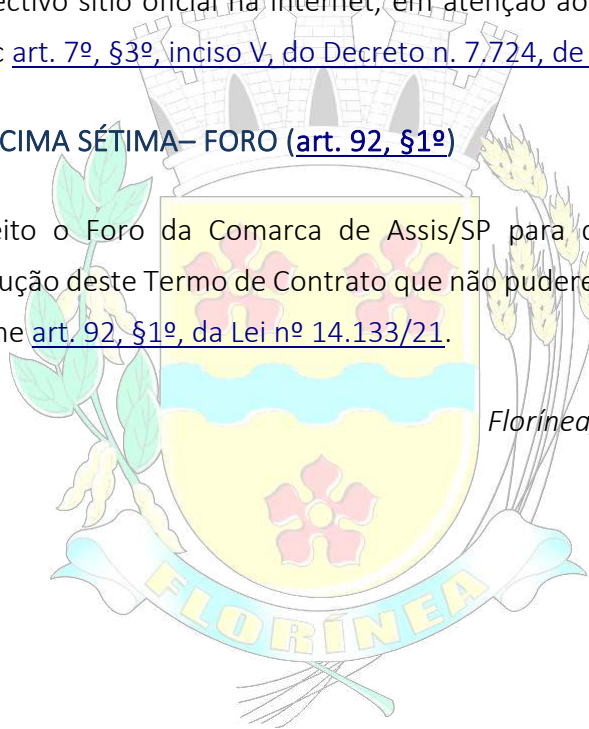 ectivo sítio oficial na Internet, em atenção ao
c art. 7º, §3º, inciso V, do Decreto n. 7.724, de
CIMA SÉTIMA– FORO (art. 92, §1º)
eito o Foro da Comarca de Assis/SP para d
ução deste Termo de Contrato que não pudere
ne art. 92, §1º, da Lei nº 14.133/21.
Florínea,
FLORÍNEA